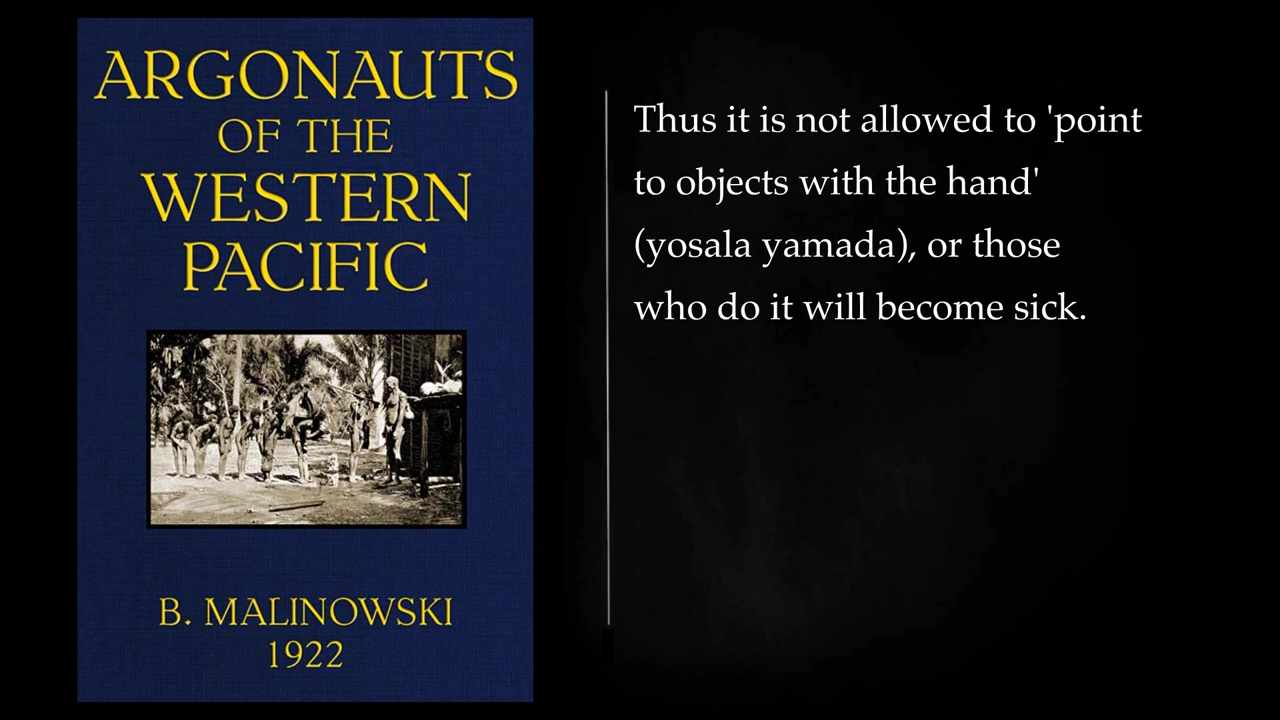 ARGONAUTS
OF THE
WESTERN
PACIFIC
B. MALINOWSKI
1922
Thus it is not allowed to 'point
to objects with the hand'
(yosala yamada), or those
who do it will become sick.